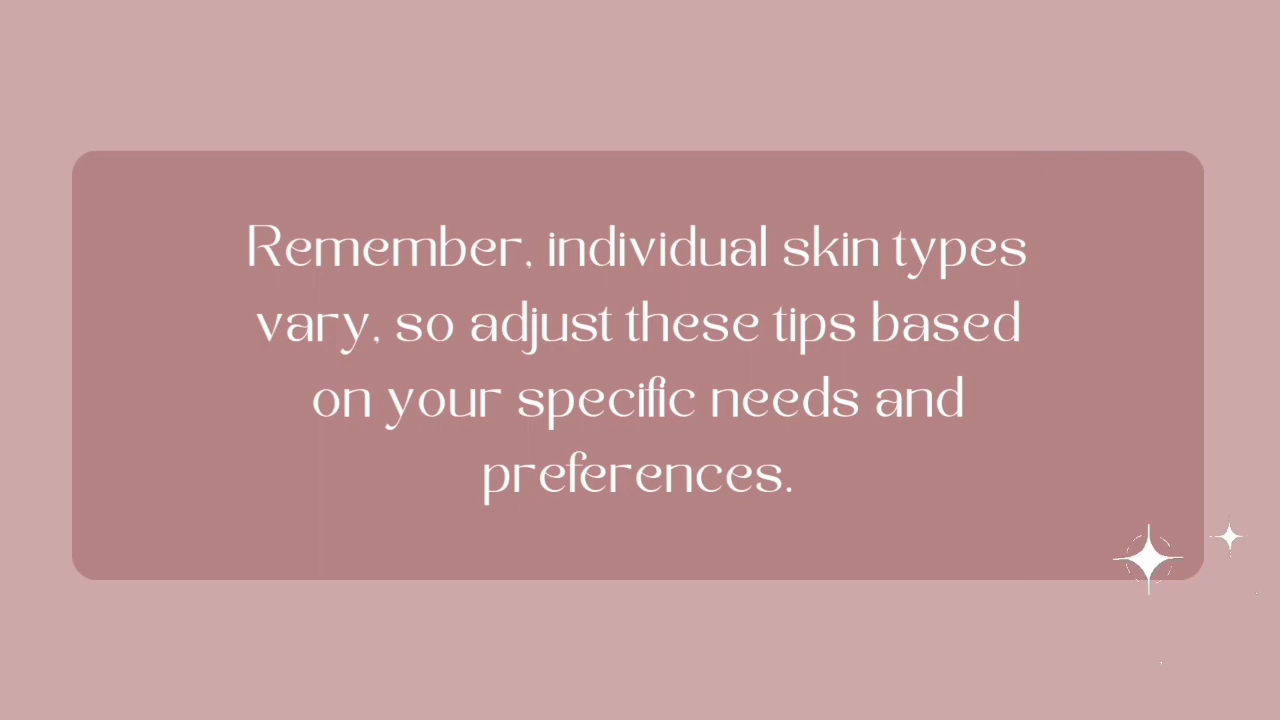 Remember, individual skin types
vary, so adjust these tips based
on your specific needs and
preferences.